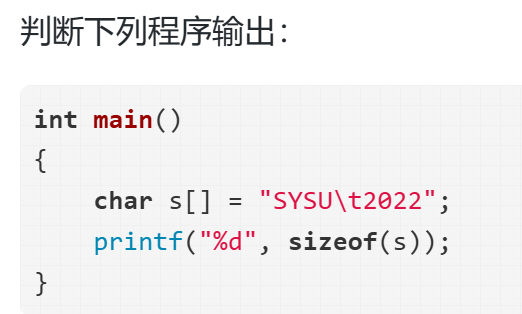 判断下列程序输出：
int main()
{
    char s[] = "SYSU\t2022";
    printf("%d", sizeof(s));
}